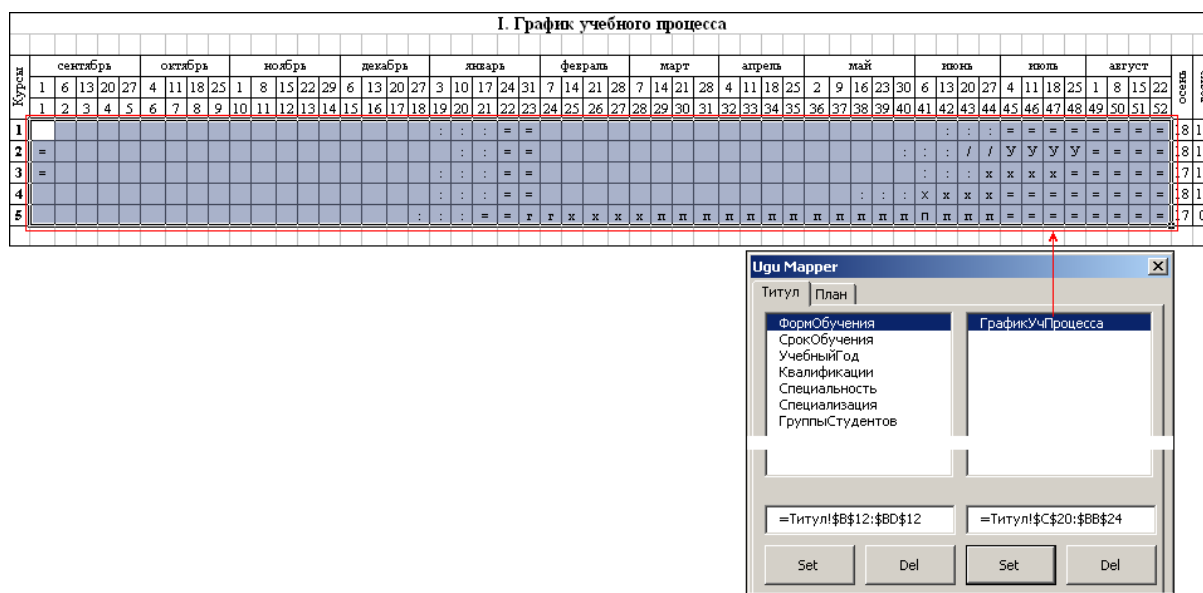 I. График учебного процесса
Курсы сентябрь октябрь ноябрь декабрь январь февраль март апрель май июнь июль август осень
1 6 13 20 27 4 11 18 25 1 8 15 22 29 6 13 20 27 3 10 17 24 31 7 14 21 28 7 14 21 28 4 11 18 25 2 9 16 23 30 6 13 20 27 4 11 18 25 1 8 15 22
1 2 3 4 5 6 7 8 9 10 11 12 13 14 15 16 17 18 19 20 21 22 23 24 25 26 27 28 29 30 31 32 33 34 35 36 37 38 39 40 41 42 43 44 45 46 47 48 49 50 51 52
1 : : : = = : : : = = = = = = = = 18
2 = : : = = : : : / / У У У У = = = = 18
3 = : : : = = : : : х х х х = = = = = 17
4 : : : = = : : : Х х х х = = = = = = = = 18
5 : : : = = г г х х х х п п п п п п п п п п п п П п п п = = = = = = = = 17
Ugu Mapper
Титул План
ФормОбучения
СрокОбучения
УчебныйГод
Квалификации
Специальность
Специализация
ГруппыСтудентов
ГрафикУчПроцесса
=Титул!$B$12:$BD$12 =Титул!$C$20:$BB$24
Set Del Set Del